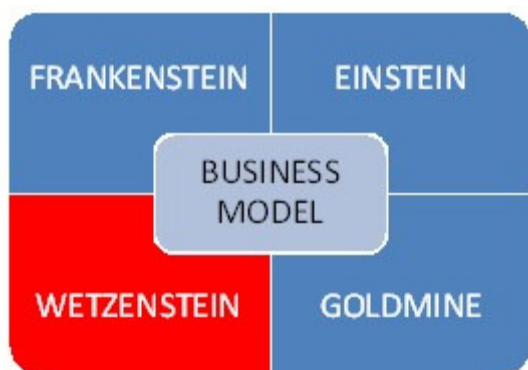 FRANKENSTEIN
EINSTEIN
BUSINESS
MODEL
WETZENSTEIN
GOLDMINE